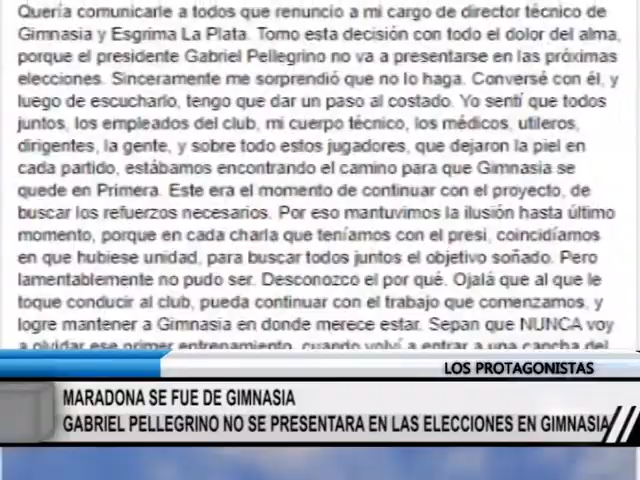 Quería comunicarle a todos que renuncio a mi cargo de director técnico de
Gimnasia y Esgrima La Plata. Tomo esta decisión con todo el dolor del alma,
porque el presidente Gabriel Pellegrino no va a presentarse en las próximas
elecciones. Sinceramente me sorprendió que no lo haga. Conversé con él, y
luego de escucharlo, tengo que dar un paso al costado. Yo sentí que todos
juntos, los empleados del club, mi cuerpo técnico, los médicos, utileros,
dirigentes, la gente, y sobre todo estos jugadores, que dejaron la piel en
cada partido, estábamos encontrando el camino para que Gimnasia se
quede en Primera. Este era el momento de continuar con el proyecto, de
buscar los refuerzos necesarios. Por eso mantuvimos la ilusión hasta último
momento, porque en cada charla que teníamos con el presi, coincidíamos
en que hubiese unidad, para buscar todos juntos el objetivo soñado. Pero
lamentablemente no pudo ser. Desconozco el por qué. Ojalá que al que le
toque conducir al club, pueda continuar con el trabajo que comenzamos, y
logre mantener a Gimnasia en donde merece estar. Sepan que NUNCA voy
a olvidar ese primer entrenamiento, cuando volví a entrar a una cancha del
LOS PROTAGONISTAS
MARADONA SE FUE DE GIMNASIA
GABRIEL PELLEGRINO NO SE PRESENTARA EN LAS ELECCIONES EN GIMNASIA